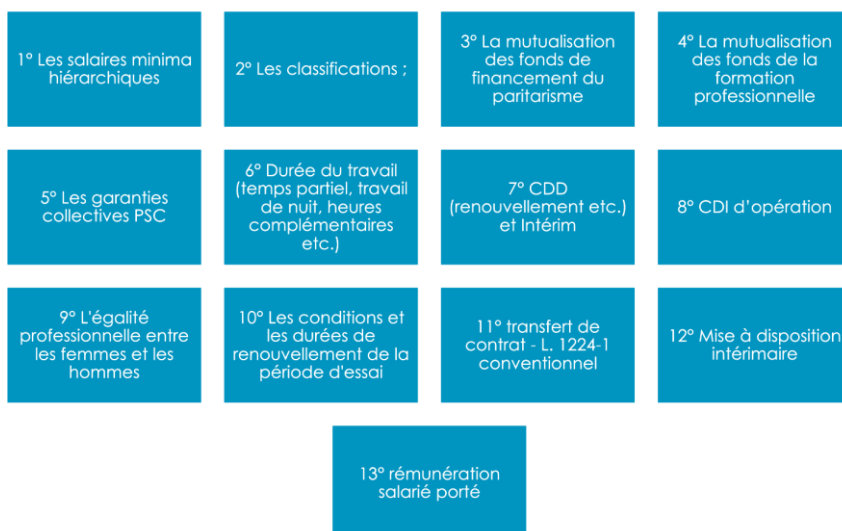 1° Les salaires minima
hiérarchiques
2° Les classifications ;
3° La mutualisation
des fonds de
financement du
paritarisme
4° La mutualisation
des fonds de la
formation
professionnelle
5° Les garanties
collectives PSC
6° Durée du travail
(temps partiel, travail
de nuit, heures
complémentaires
etc.)
7° CDD
(renouvellement etc.)
et Intérim
8° CDI d’opération
9° L'égalité
professionnelle entre
les femmes et les
hommes
10° Les conditions et
les durées de
renouvellement de la
période d'essai
11° transfert de
contrat - L. 1224-1
conventionnel
12° Mise à disposition
intérimaire
13° rémunération
salarié porté